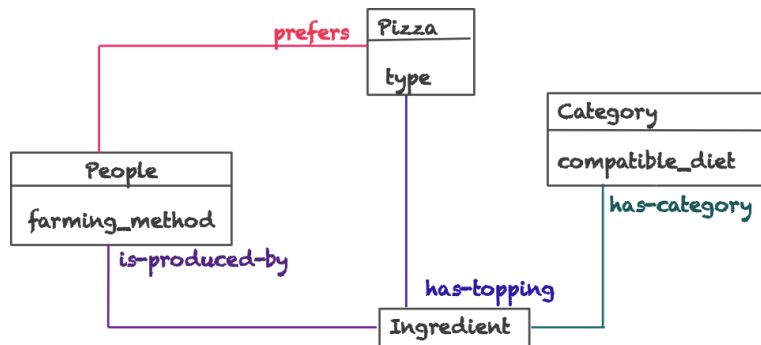 prefers
Pizza
type
Category
compatible_diet
People
farming_method
has-category
is-produced-by
has-topping
Ingredient